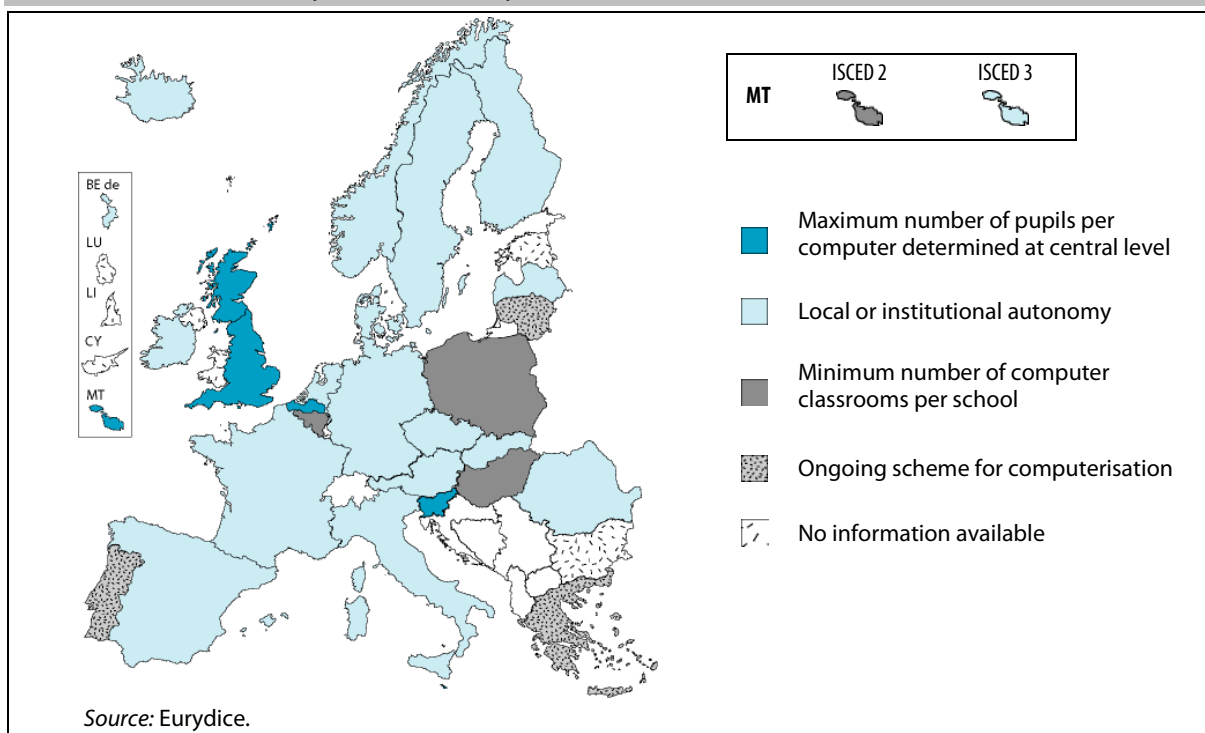 ISCED 2 ISCED 3
MT
BE de
LU
LI
CY
MT
Maximum number of pupils per
computer determined at central level
Local or institutional autonomy
Minimum number of computer
classrooms per school
Ongoing scheme for computerisation
No information available
Source: Eurydice.